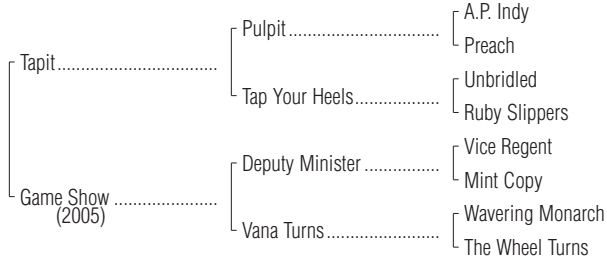 A.P. Indy
Pulpit
Preach
Tapit
Unbridled
Tap Your Heels
Ruby Slippers
Vice Regent
Deputy Minister
Mint Copy
Game Show
(2005)
Wavering Monarch
Vana Turns
The Wheel Turns